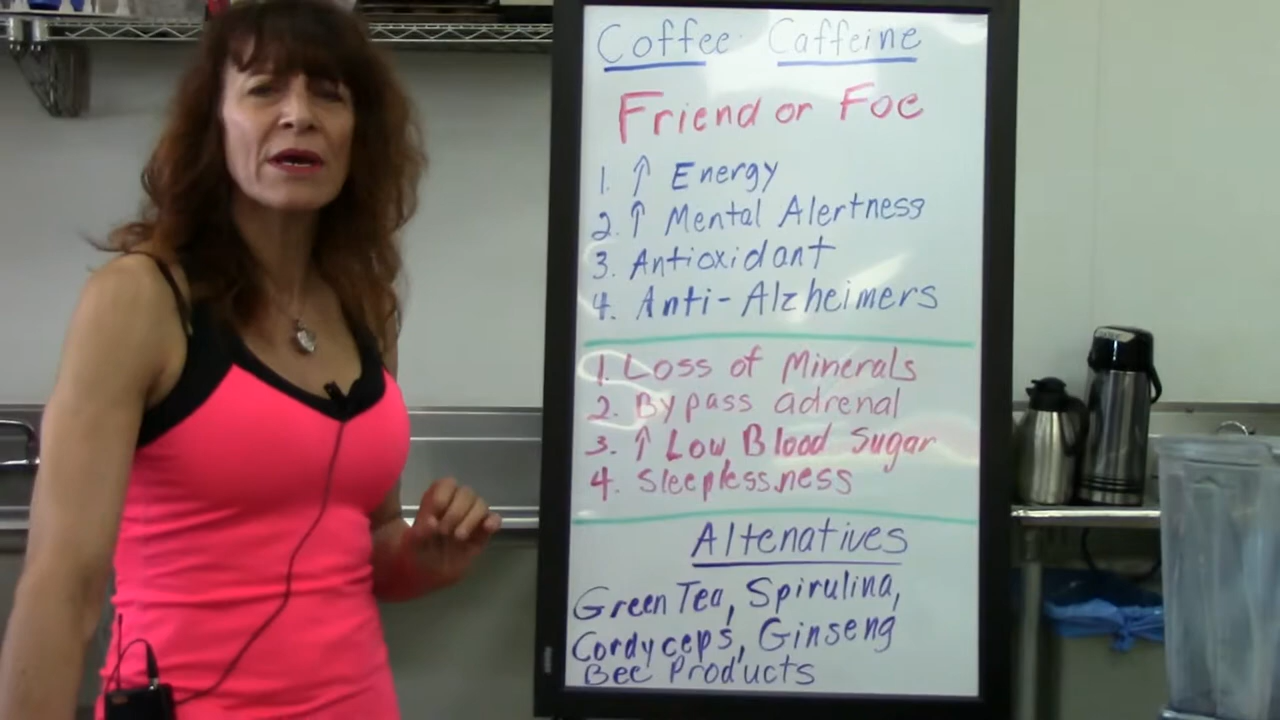 Coffee Caffeine
Friend or Foe
1. ↑ Energy
2. ↑ Mental Alertness
3. Antioxidant
4. Anti-Alzheimers
1. Loss of Minerals
2. Bypass adrenal
3. ↑ Low Blood Sugar
4. Sleeplessness
Altenatives
Green Tea, Spirulina,
Cordyceps, Ginseng
Bee Products